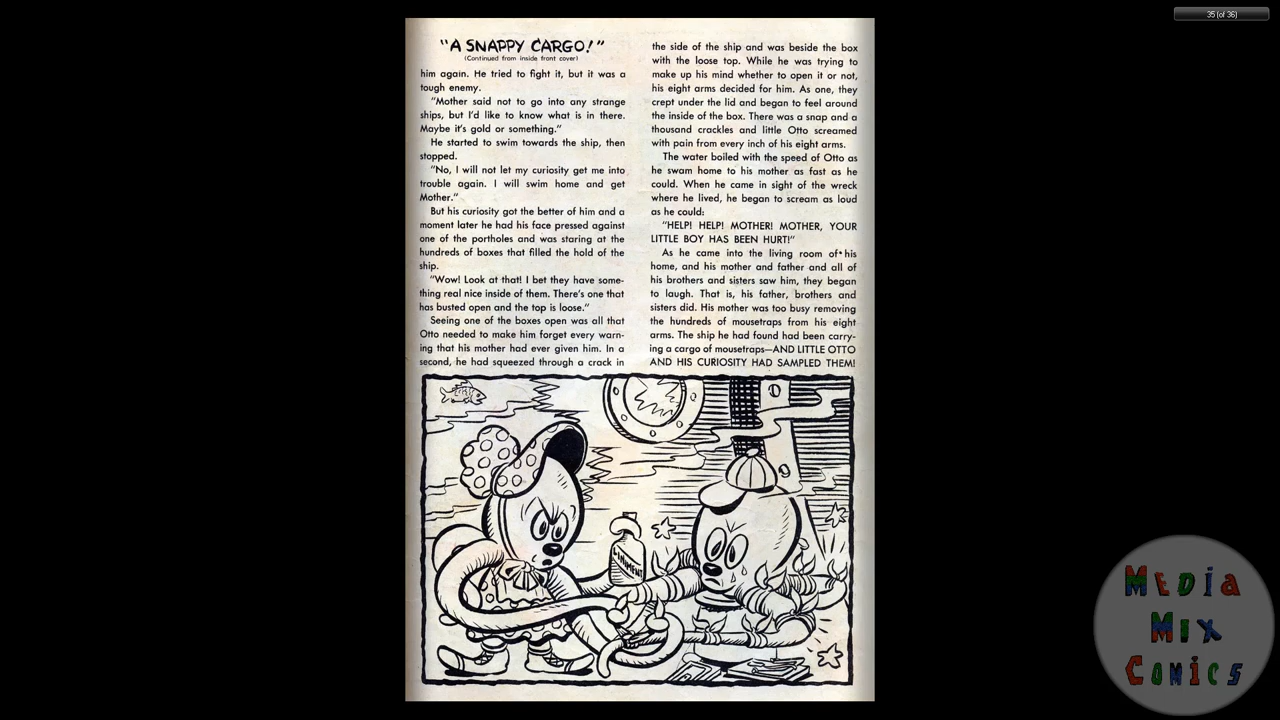 35 (of 36)
"A SNAPPY CARGO!"
(Continued from inside front cover)
him again. He tried to fight it, but it was a
tough enemy.
"Mother said not to go into any strange
ships, but I'd like to know what is in there.
Maybe it's gold or something."
He started to swim towards the ship, then
stopped.
"No, I will not let my curiosity get me into
trouble again. I will swim home and get
Mother."
But his curiosity got the better of him and a
moment later he had his face pressed against
one of the portholes and was staring at the
hundreds of boxes that filled the hold of the
ship.
"Wow! Look at that! I bet they have some-
thing real nice inside of them. There's one that
has busted open and the top is loose."
Seeing one of the boxes open was all that
Otto needed to make him forget every warn-
ing that his mother had ever given him. In a
second, he had squeezed through a crack in
the side of the ship and was beside the box
with the loose top. While he was trying to
make up his mind whether to open it or not,
his eight arms decided for him. As one, they
crept under the lid and began to feel around
the inside of the box. There was a snap and a
thousand crackles and little Otto screamed
with pain from every inch of his eight arms.
The water boiled with the speed of Otto as
he swam home to his mother as fast as he
could. When he came in sight of the wreck
where he lived, he began to scream as loud
as he could:
"HELP! HELP! MOTHER! MOTHER, YOUR
LITTLE BOY HAS BEEN HURT!"
As he came into the living room of his
home, and his mother and father and all of
his brothers and sisters saw him, they began
to laugh. That is, his father, brothers and
sisters did. His mother was too busy removing
the hundreds of mousetraps from his eight
arms. The ship he had found had been carry-
ing a cargo of mousetraps—AND LITTLE OTTO
AND HIS CURIOSITY HAD SAMPLED THEM!
LINIMENT
MEDIA
MIX
COMICS